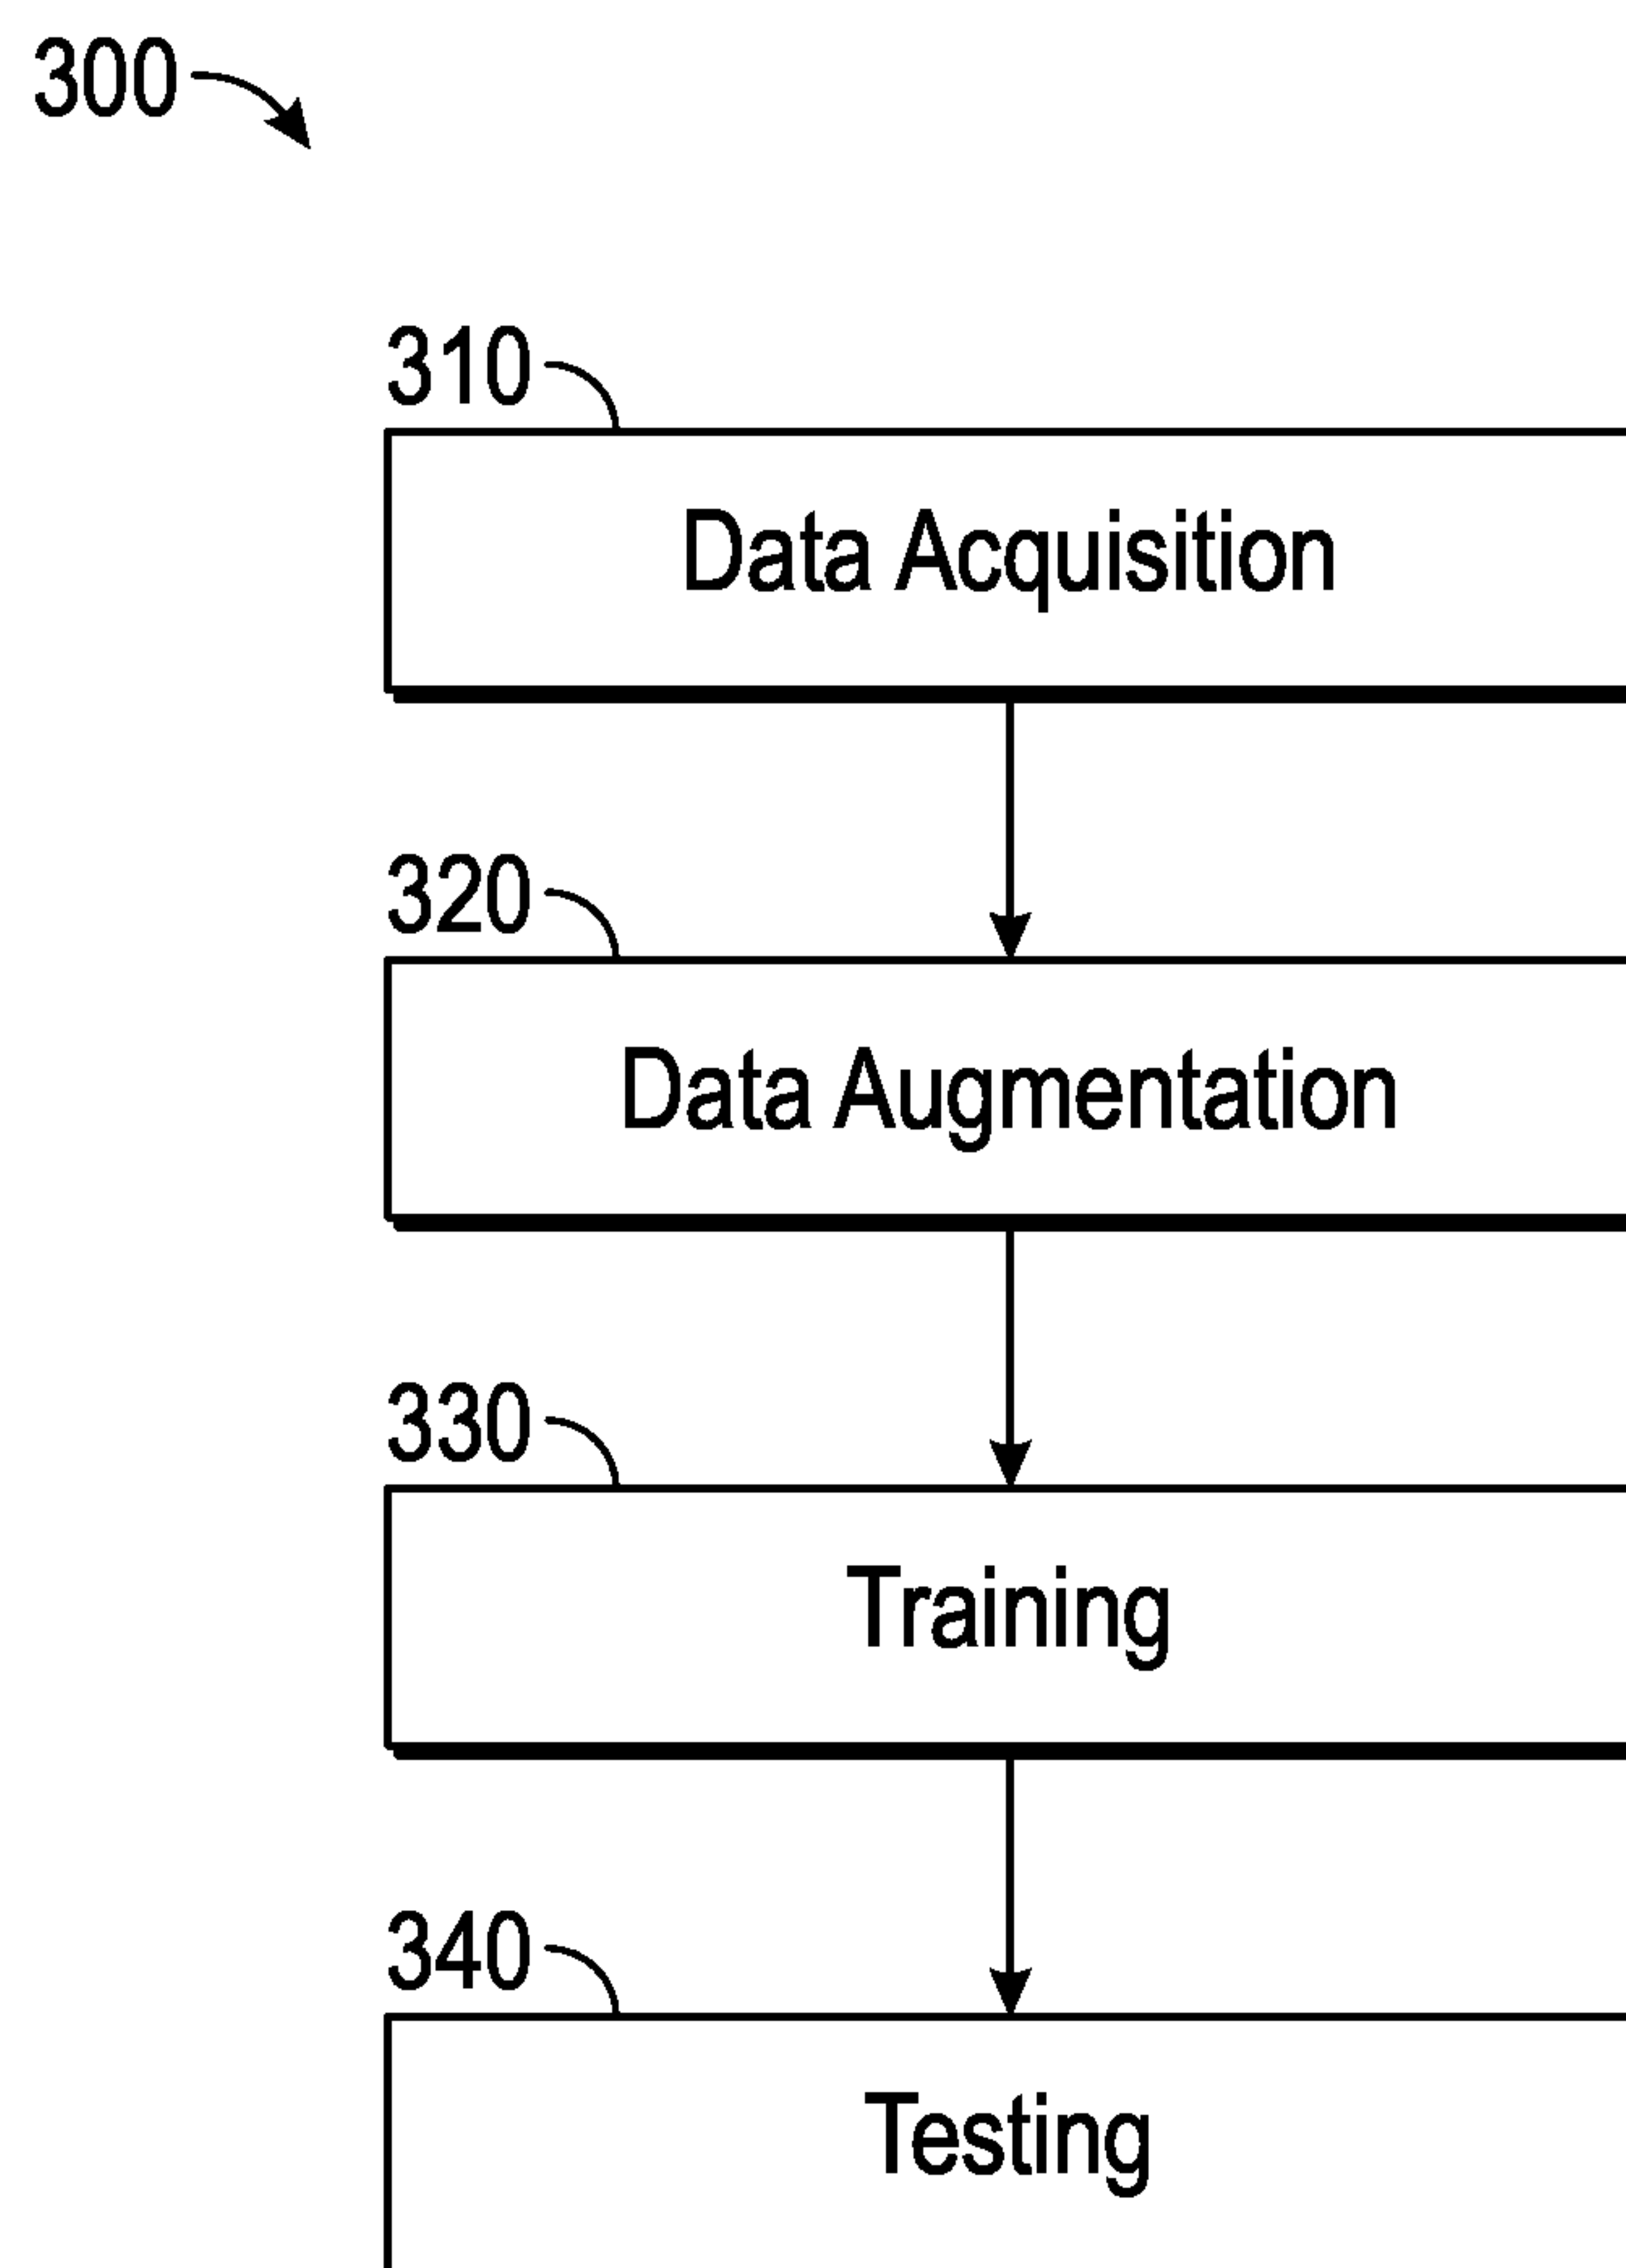 300
310
Data Acquisition
320
Data Augmentation
330
Training
340
Testing